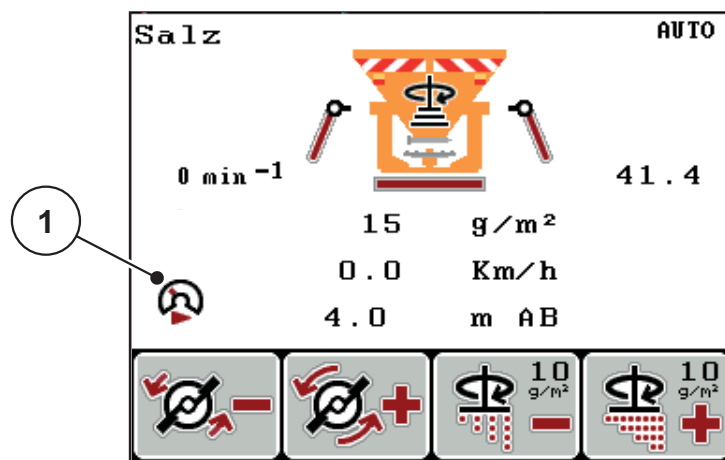 Salz AUTO
0 min -1 41.4
1
15 g/m²
0.0 Km/h
4.0 m AB
10 g/m² 10 g/m²